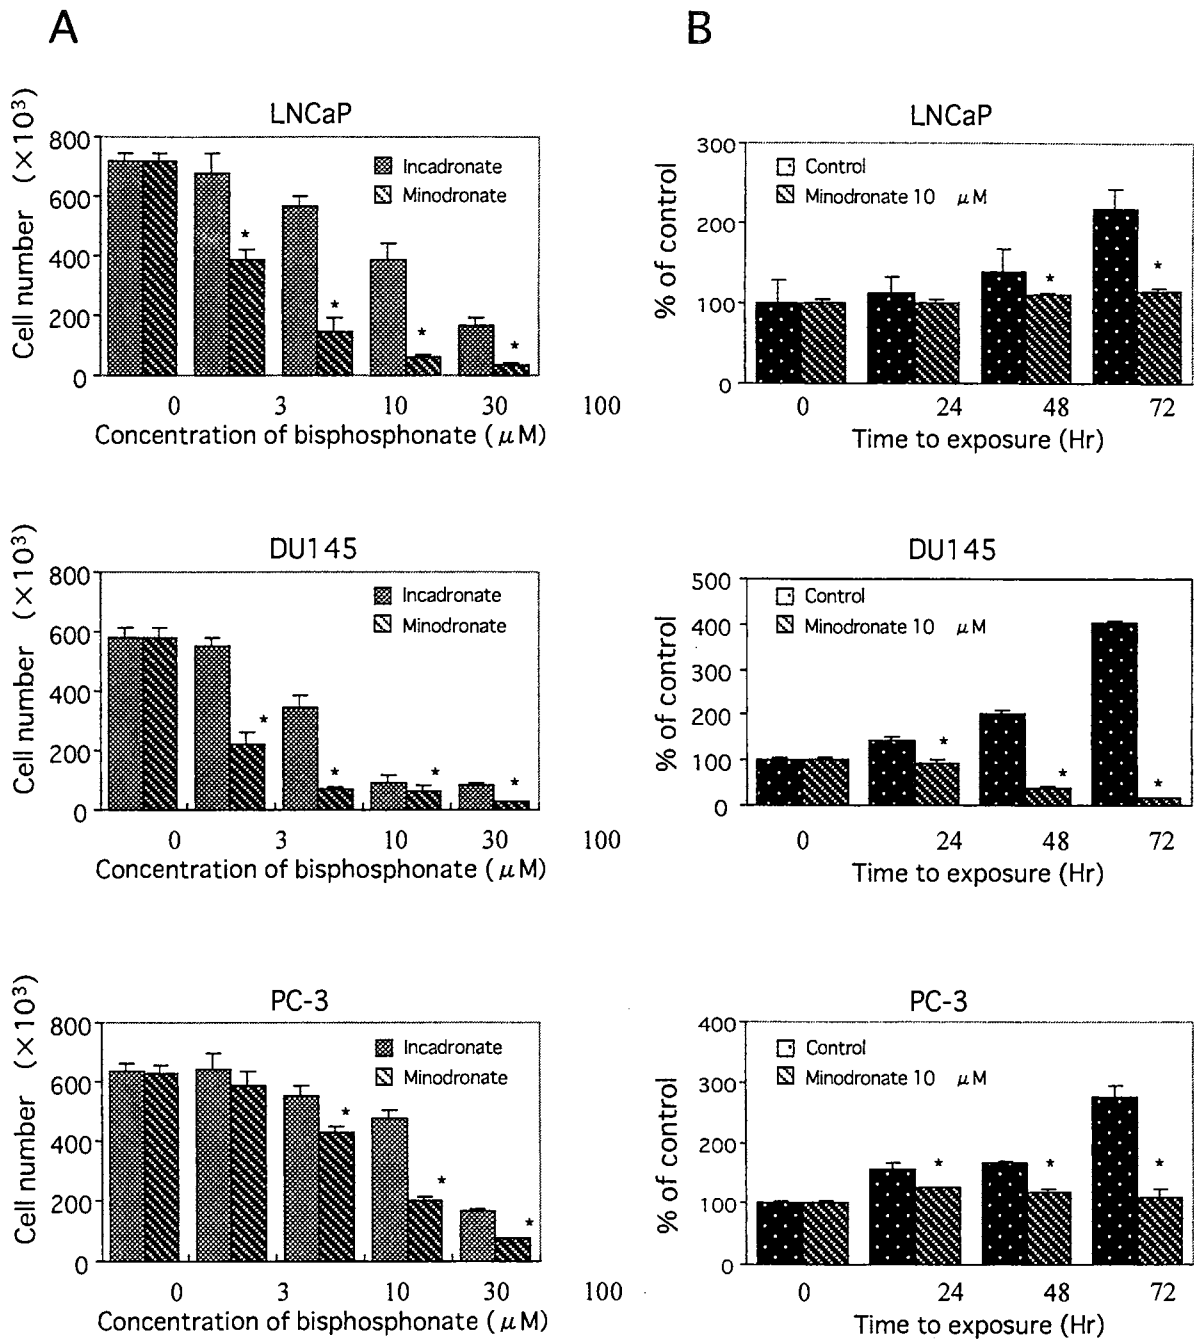 A
LNCaP
Cell number (×10³)
800
600
400
200
0
Incadronate
Minodronate
*
*
*
*
0 3 10 30 100
Concentration of bisphosphonate (μM)
DU145
Cell number (×10³)
800
600
400
200
0
Incadronate
Minodronate
*
*
*
*
0 3 10 30 100
Concentration of bisphosphonate (μM)
PC-3
Cell number (×10³)
800
600
400
200
0
Incadronate
Minodronate
*
*
*
0 3 10 30 100
Concentration of bisphosphonate (μM)
B
LNCaP
% of control
300
200
100
0
Control
Minodronate 10 μM
*
*
0 24 48 72
Time to exposure (Hr)
DU145
% of control
500
400
300
200
100
0
Control
Minodronate 10 μM
*
*
*
0 24 48 72
Time to exposure (Hr)
PC-3
% of control
400
300
200
100
0
Control
Minodronate 10 μM
*
*
*
0 24 48 72
Time to exposure (Hr)